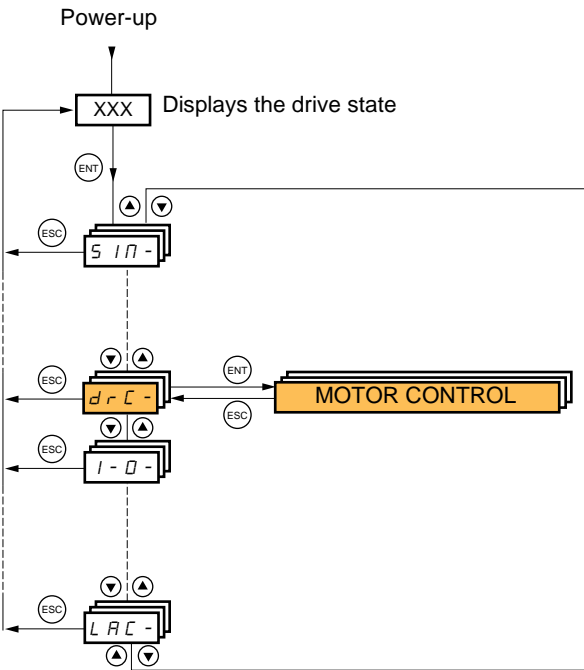 Power-up
XXX Displays the drive state
ENT
ESC
SIM-
ESC
drC-
ENT
MOTOR CONTROL
ESC
ESC
I-O-
ESC
LAC-